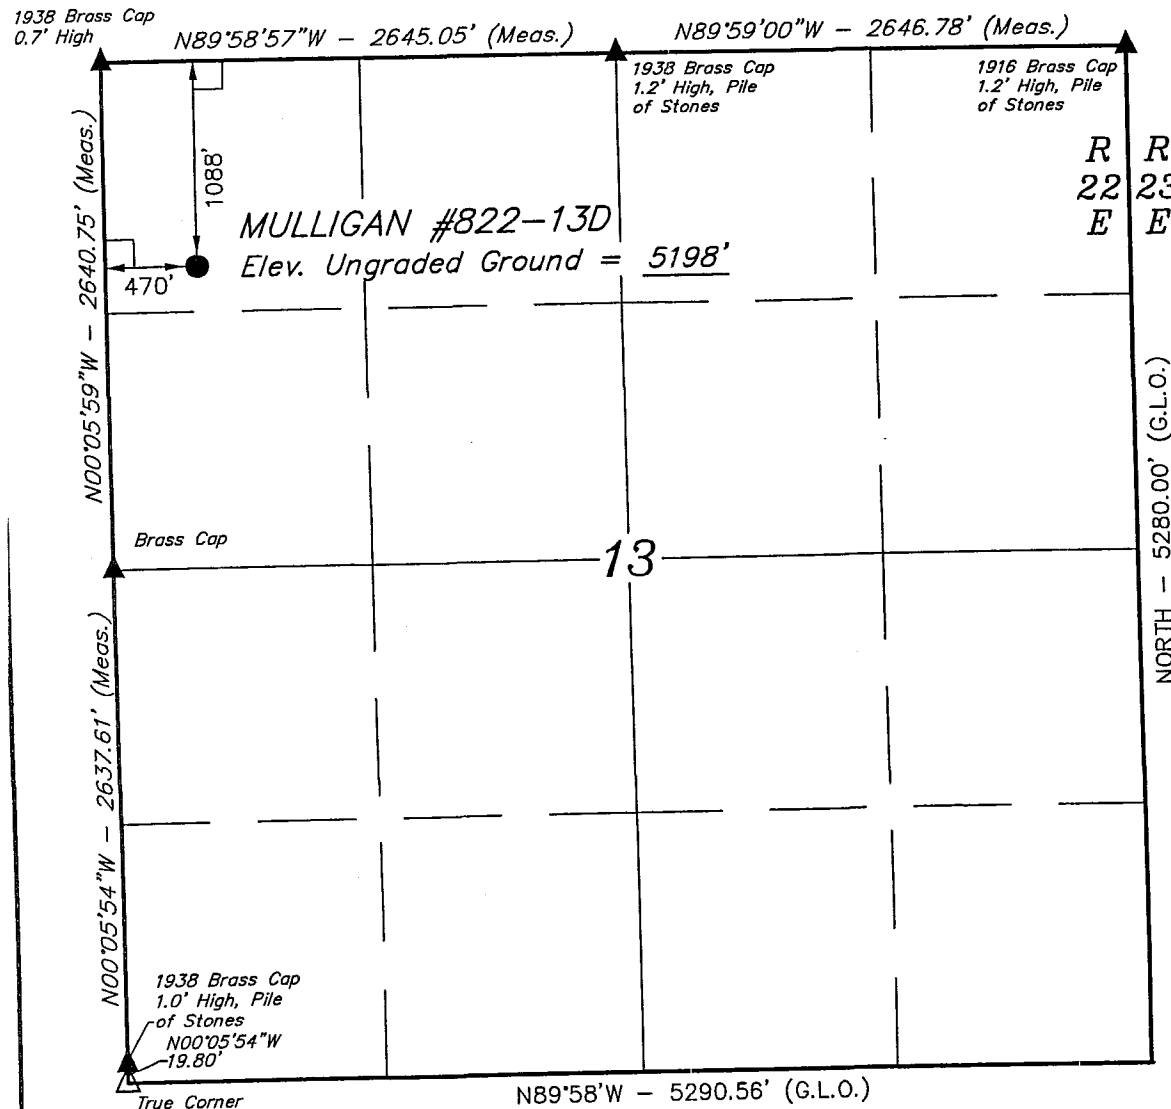 1938 Brass Cap
0.7' High
N89°58'57"W - 2645.05' (Meas.)
N89°59'00"W - 2646.78' (Meas.)
1938 Brass Cap
1.2' High, Pile
of Stones
1916 Brass Cap
1.2' High, Pile
of Stones
R R
22 23
E E
N00°05'59"W - 2640.75' (Meas.)
1088'
470'
MULLIGAN #822-13D
Elev. Ungraded Ground = 5198'
NORTH - 5280.00' (G.L.O.)
Brass Cap
13
N00°05'54"W - 2637.61' (Meas.)
1938 Brass Cap
1.0' High, Pile
of Stones
N00°05'54"W
19.80'
True Corner
N89°58'W - 5290.56' (G.L.O.)